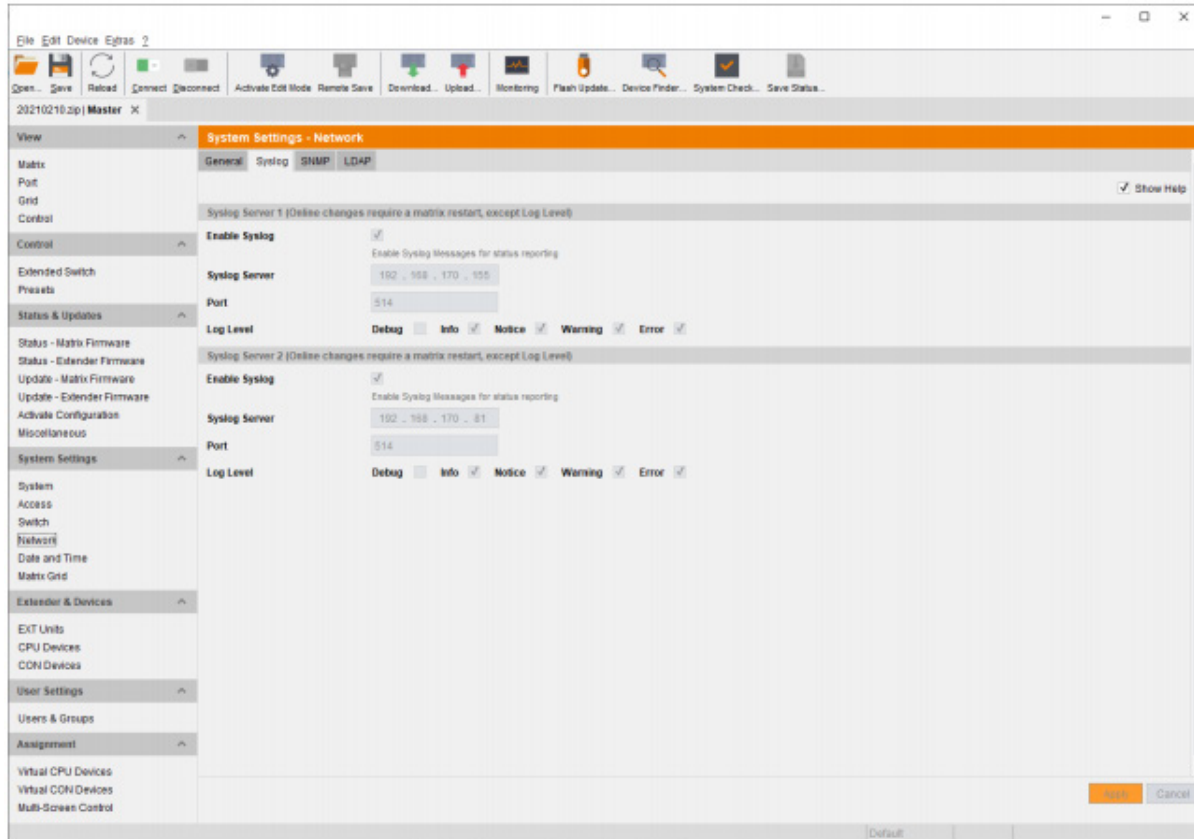 File Edit Device Extras ?
Open... Save Reload Connect Disconnect Activate Edit Mode Remote Save Download... Upload... Monitoring Flash Update... Device Finder... System Check... Save Status...
20210210.zip | Master ×
View
Matrix
Port
Grid
Control
Control
Extended Switch
Presets
Status & Updates
Status - Matrix Firmware
Status - Extender Firmware
Update - Matrix Firmware
Update - Extender Firmware
Activate Configuration
Miscellaneous
System Settings
System
Access
Switch
Network
Date and Time
Matrix Grid
Extender & Devices
EXT Units
CPU Devices
CON Devices
User Settings
Users & Groups
Assignment
Virtual CPU Devices
Virtual CON Devices
Multi-Screen Control
System Settings - Network
General Syslog SNMP LDAP
Show Help
Syslog Server 1 (Online changes require a matrix restart, except Log Level)
Enable Syslog
Enable Syslog Messages for status reporting
Syslog Server 192 . 168 . 170 . 155
Port 514
Log Level Debug Info Notice Warning Error
Syslog Server 2 (Online changes require a matrix restart, except Log Level)
Enable Syslog
Enable Syslog Messages for status reporting
Syslog Server 192 . 168 . 170 . 81
Port 514
Log Level Debug Info Notice Warning Error
Apply Cancel
Default